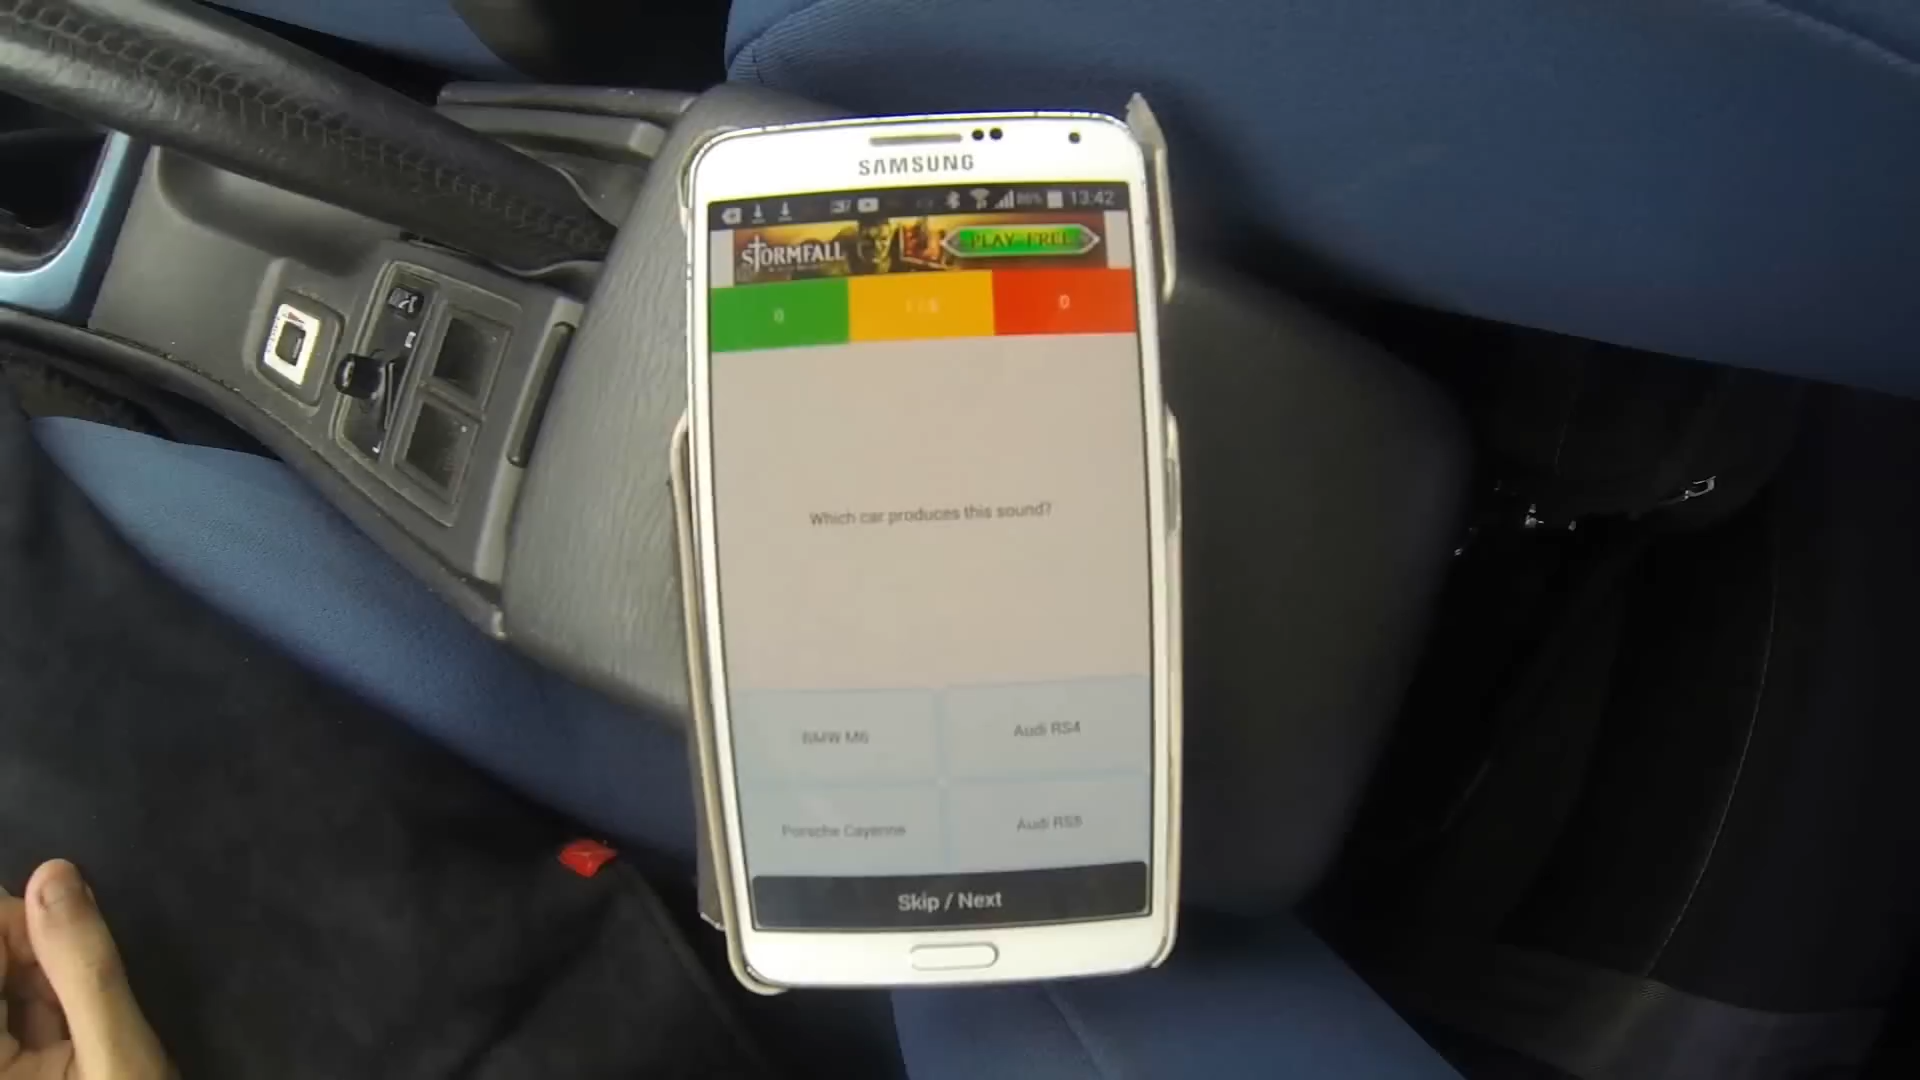 SAMSUNG
86% 13:42
STORMFALL
PLAY FREE
0
0
Which car produces this sound?
BMW M6
Audi RS4
Porsche Cayenne
Audi RS5
Skip / Next